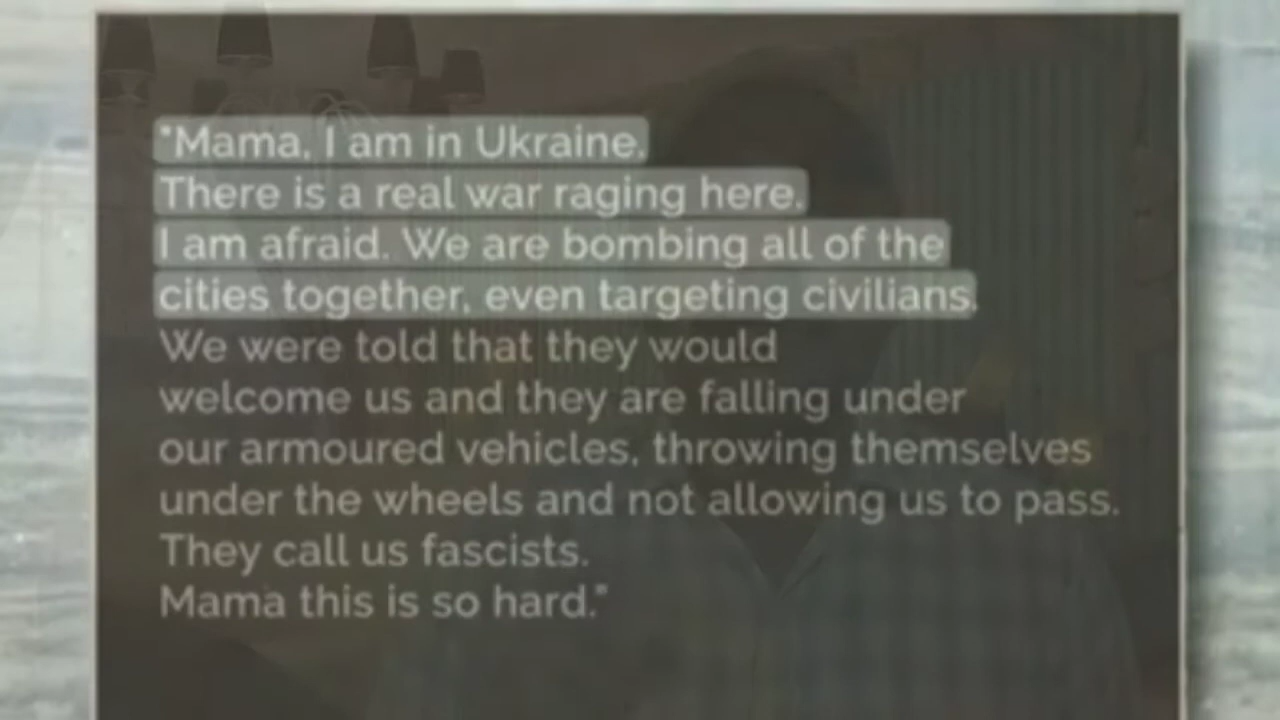 "Mama, I am in Ukraine.
There is a real war raging here.
I am afraid. We are bombing all of the
cities together, even targeting civilians.
We were told that they would
welcome us and they are falling under
our armoured vehicles, throwing themselves
under the wheels and not allowing us to pass.
They call us fascists.
Mama this is so hard."